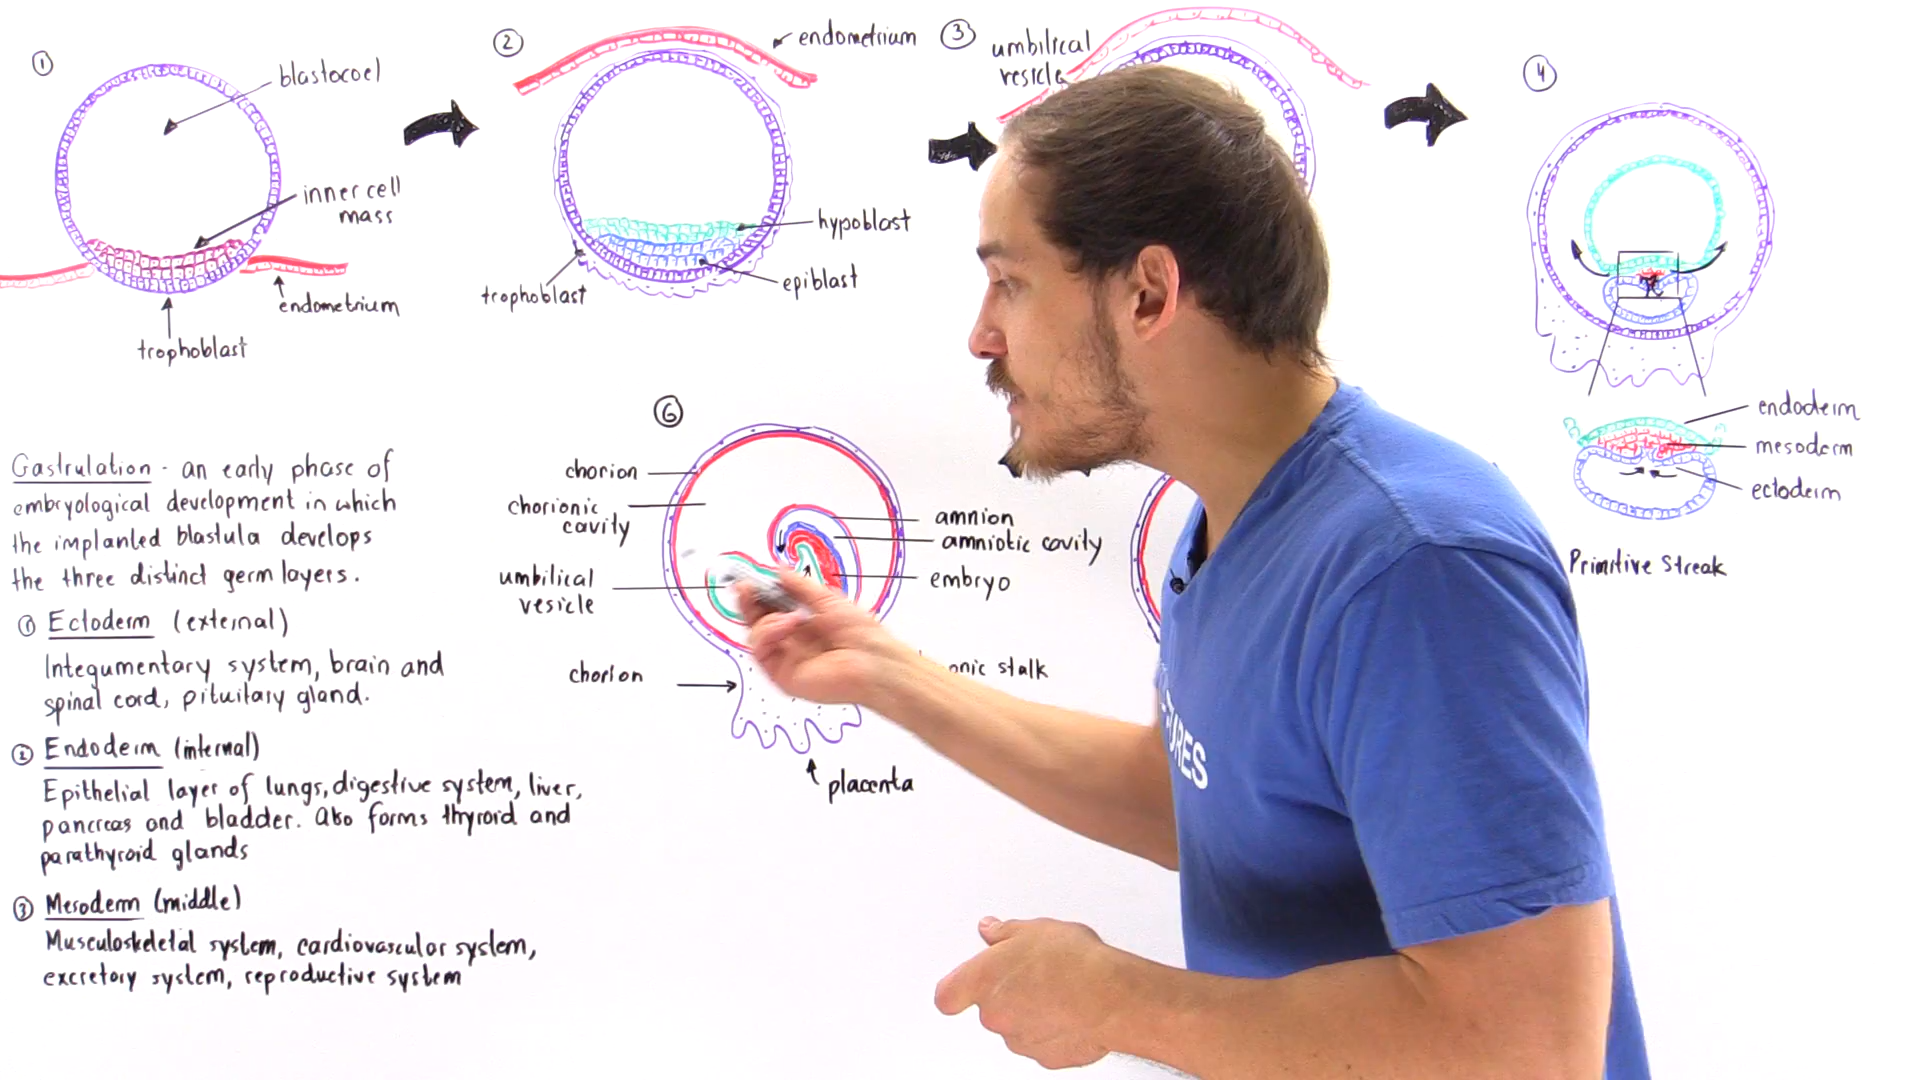 ①
blastocoel
inner cell
mass
endometrium
trophoblast
②
endometrium
hypoblast
epiblast
trophoblast
③
umbilical
vesicle
④
endoderm
mesoderm
ectoderm
Primitive Streak
Gastrulation - an early phase of
embryological development in which
the implanted blastula develops
the three distinct germ layers.
① Ectoderm (external)
Integumentary system, brain and
spinal cord, pituitary gland.
② Endoderm (internal)
Epithelial layer of lungs, digestive system, liver,
pancreas and bladder. Also forms thyroid and
parathyroid glands
③ Mesoderm (middle)
Musculoskeletal system, cardiovascular system,
excretory system, reproductive system
6
chorion
chorionic
cavity
umbilical
vesicle
chorion
amnion
amniotic cavity
embryo
onic stalk
placenta
URES